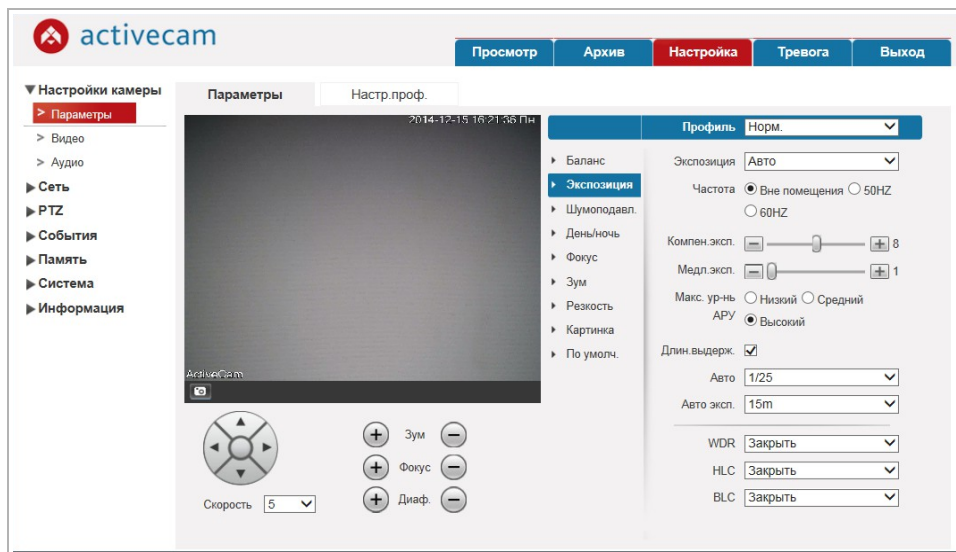 activecam
Просмотр Архив Настройка Тревога Выход
Настройки камеры
> Параметры
> Видео
> Аудио
Сеть
PTZ
События
Память
Система
Информация
Параметры Настр.проф.
2014-12-15 16:21:36 Пн
ActiveCam
Скорость 5
+ Зум −
+ Фокус −
+ Диаф. −
Баланс
Экспозиция
Шумоподавл.
День/ночь
Фокус
Зум
Резкость
Картинка
По умолч.
Профиль Норм.
Экспозиция Авто
Частота Вне помещения 50HZ
60HZ
Компен.эксп. − + 8
Медл.эксп. − + 1
Макс. ур-нь Низкий Средний
АРУ Высокий
Длин.выдерж.
Авто 1/25
Авто эксп. 15m
WDR Закрыть
HLC Закрыть
BLC Закрыть